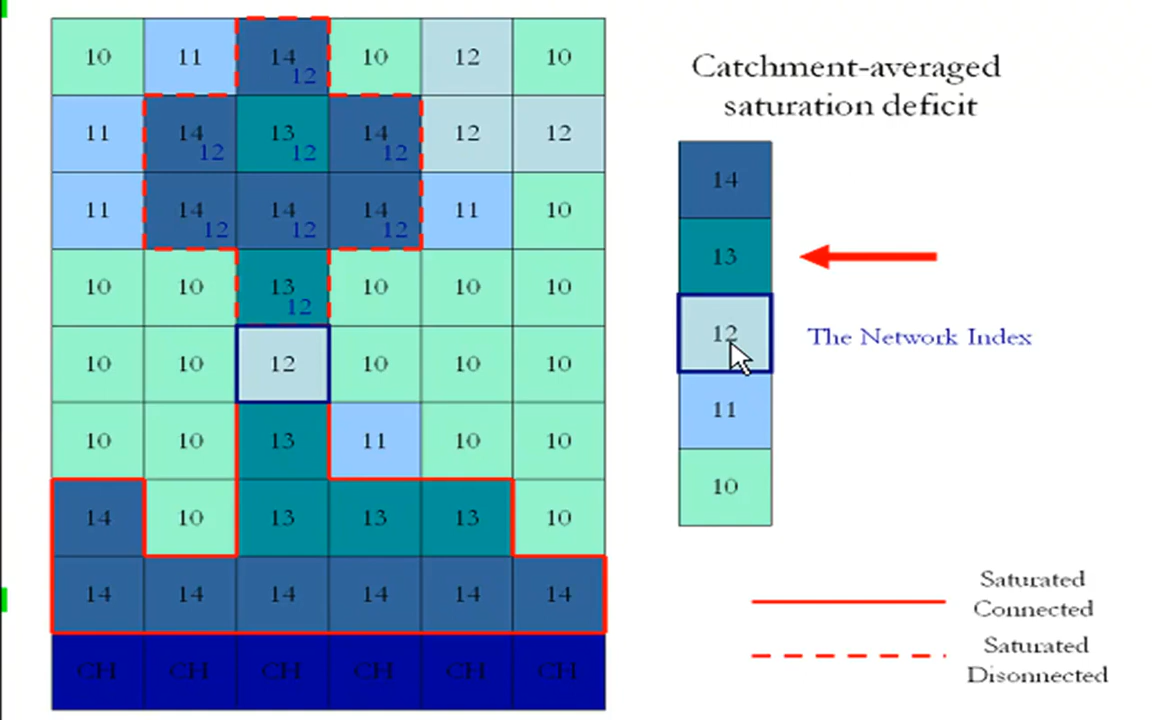 10 11 14 10 12 10
12
11 14 13 14 12 12
12 12 12
11 14 14 14 11 10
12 12 12
10 10 13 10 10 10
12
10 10 12 10 10 10
10 10 13 11 10 10
14 10 13 13 13 10
14 14 14 14 14 14
CH CH CH CH CH CH
Catchment-averaged
saturation deficit
14
13
12
The Network Index
11
10
Saturated
Connected
Saturated
Disonnected